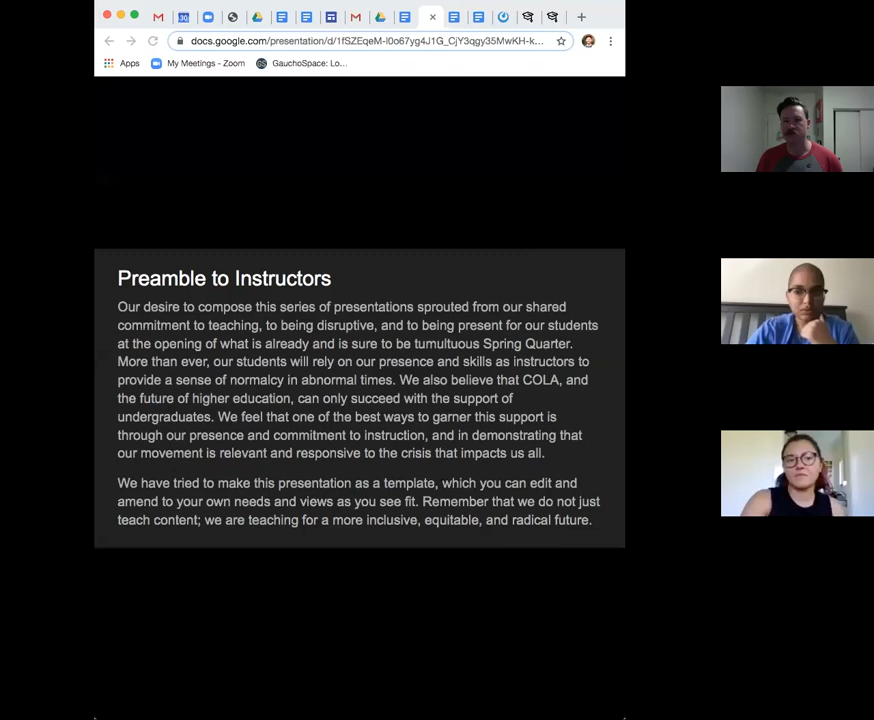 docs.google.com/presentation/d/1fSZEqeM-I0o67yg4J1G_CjY3qgy35MwKH-k...
Apps My Meetings - Zoom GauchoSpace: Lo...
Preamble to Instructors
Our desire to compose this series of presentations sprouted from our shared
commitment to teaching, to being disruptive, and to being present for our students
at the opening of what is already and is sure to be tumultuous Spring Quarter.
More than ever, our students will rely on our presence and skills as instructors to
provide a sense of normalcy in abnormal times. We also believe that COLA, and
the future of higher education, can only succeed with the support of
undergraduates. We feel that one of the best ways to garner this support is
through our presence and commitment to instruction, and in demonstrating that
our movement is relevant and responsive to the crisis that impacts us all.
We have tried to make this presentation as a template, which you can edit and
amend to your own needs and views as you see fit. Remember that we do not just
teach content; we are teaching for a more inclusive, equitable, and radical future.